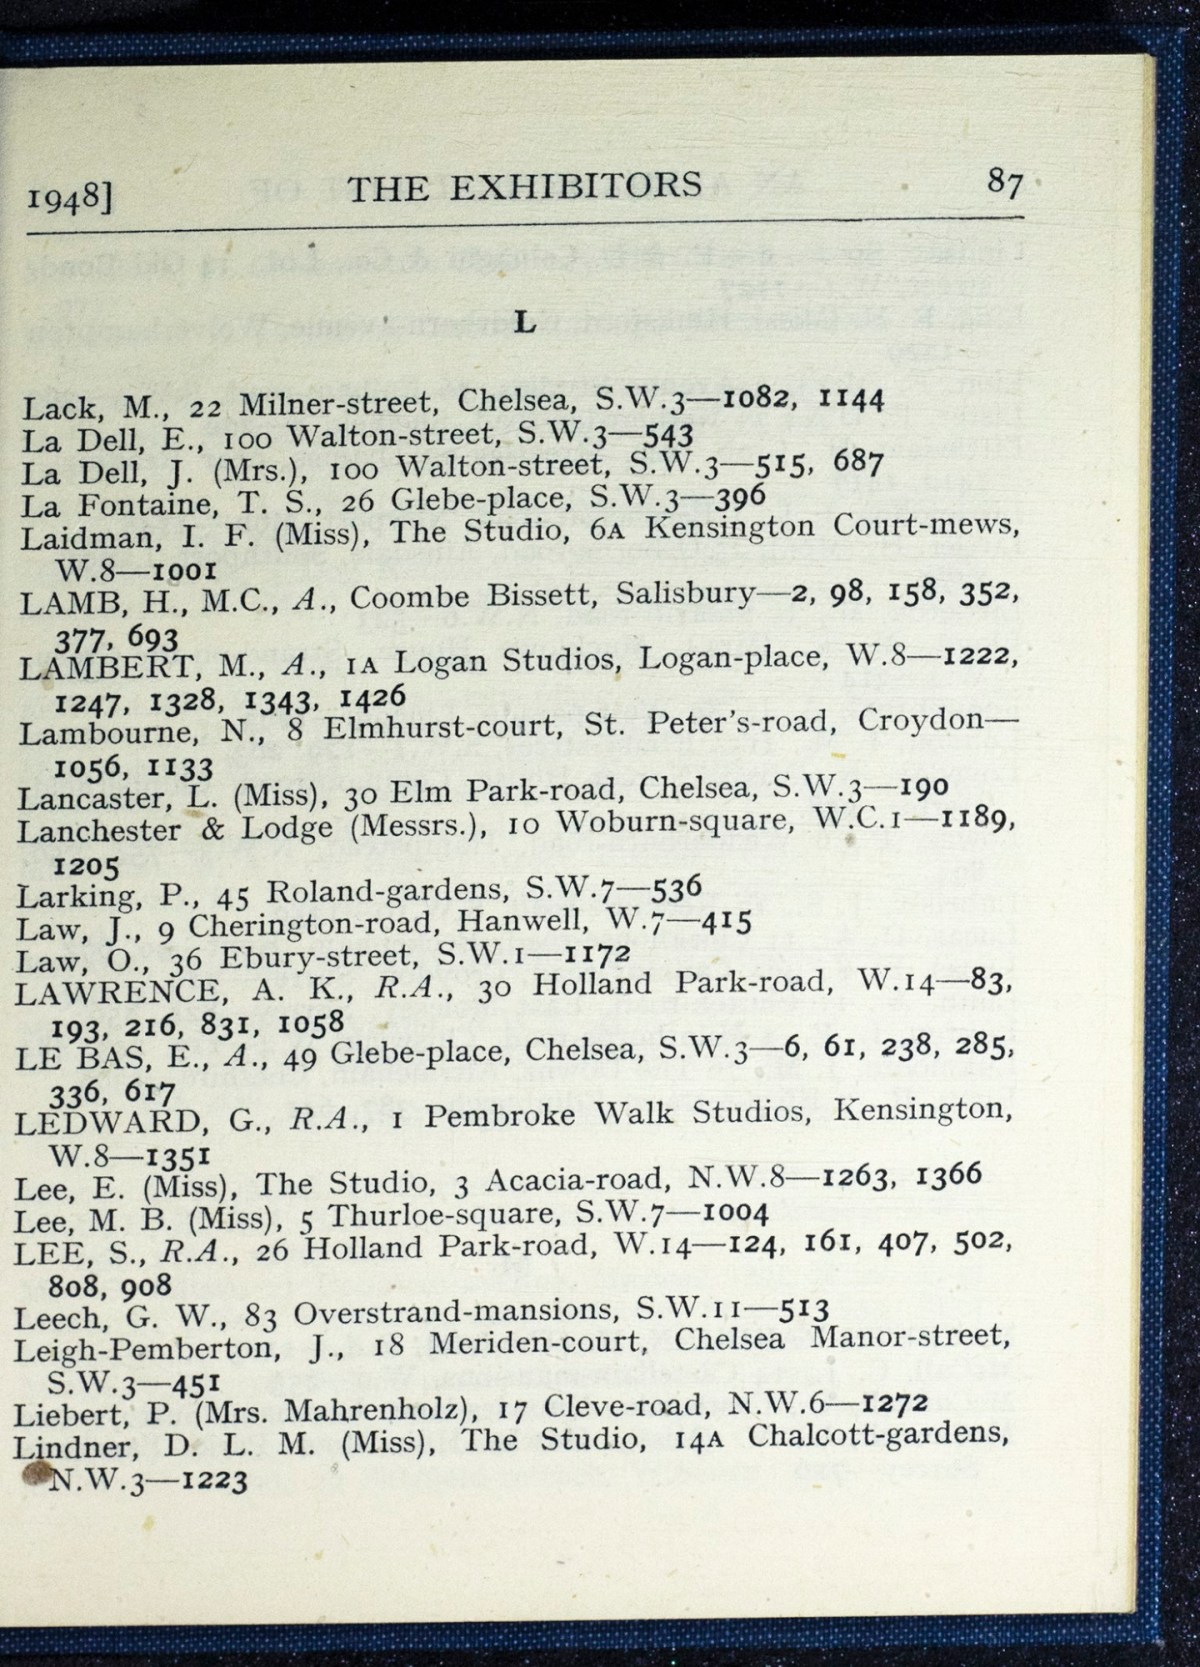 1948] THE EXHIBITORS 87
L
Lack, M., 22 Milner-street, Chelsea, S.W.3—1082, 1144
La Dell, E., 100 Walton-street, S.W.3—543
La Dell, J. (Mrs.), 100 Walton-street, S.W.3—515, 687
La Fontaine, T. S., 26 Glebe-place, S.W.3—396
Laidman, I. F. (Miss), The Studio, 6A Kensington Court-mews,
W.8—1001
LAMB, H., M.C., A., Coombe Bissett, Salisbury—2, 98, 158, 352,
377, 693
LAMBERT, M., A., 1A Logan Studios, Logan-place, W.8—1222,
1247, 1328, 1343, 1426
Lambourne, N., 8 Elmhurst-court, St. Peter's-road, Croydon—
1056, 1133
Lancaster, L. (Miss), 30 Elm Park-road, Chelsea, S.W.3—190
Lanchester & Lodge (Messrs.), 10 Woburn-square, W.C.1—1189,
1205
Larking, P., 45 Roland-gardens, S.W.7—536
Law, J., 9 Cherington-road, Hanwell, W.7—415
Law, O., 36 Ebury-street, S.W.1—1172
LAWRENCE, A. K., R.A., 30 Holland Park-road, W.14—83,
193, 216, 831, 1058
LE BAS, E., A., 49 Glebe-place, Chelsea, S.W.3—6, 61, 238, 285,
336, 617
LEDWARD, G., R.A., 1 Pembroke Walk Studios, Kensington,
W.8—1351
Lee, E. (Miss), The Studio, 3 Acacia-road, N.W.8—1263, 1366
Lee, M. B. (Miss), 5 Thurloe-square, S.W.7—1004
LEE, S., R.A., 26 Holland Park-road, W.14—124, 161, 407, 502,
808, 908
Leech, G. W., 83 Overstrand-mansions, S.W.11—513
Leigh-Pemberton, J., 18 Meriden-court, Chelsea Manor-street,
S.W.3—451
Liebert, P. (Mrs. Mahrenholz), 17 Cleve-road, N.W.6—1272
Lindner, D. L. M. (Miss), The Studio, 14A Chalcott-gardens,
N.W.3—1223